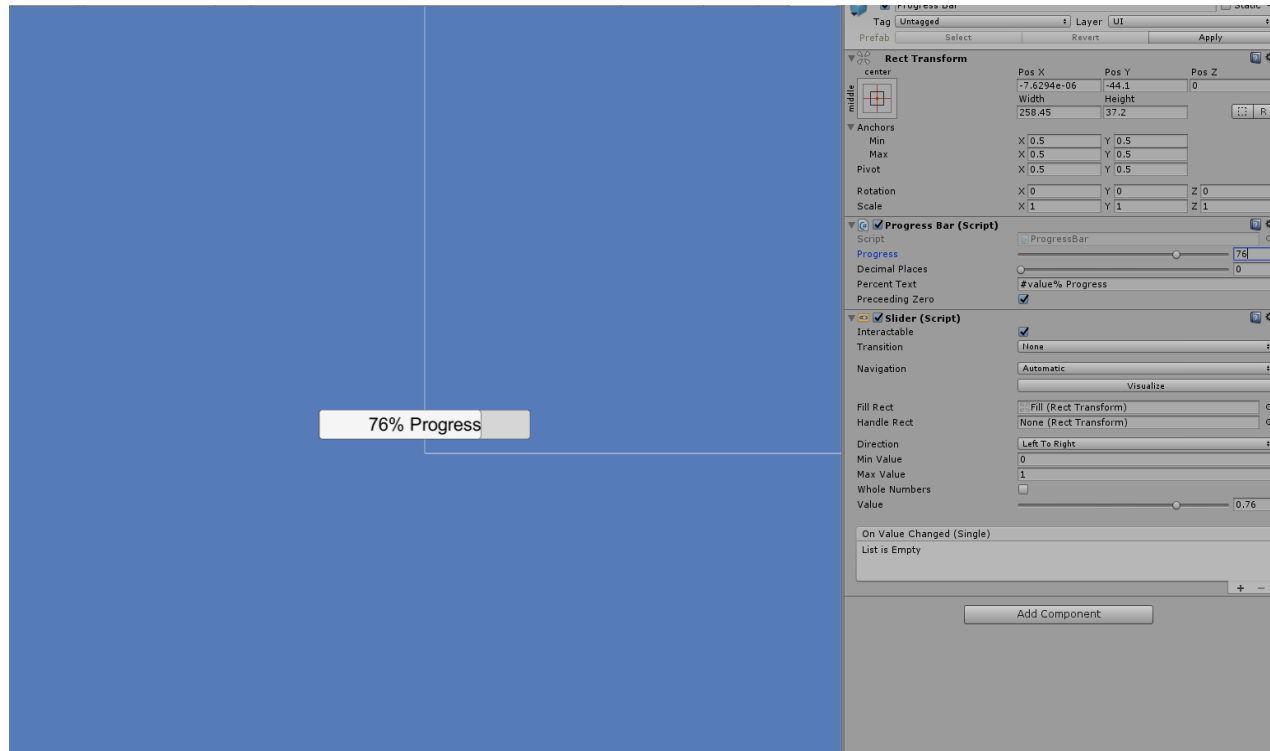 Progress Bar Static
Tag Untagged Layer UI
Prefab Select Revert Apply
Rect Transform
center Pos X Pos Y Pos Z
middle -7.6294e-06 -44.1 0
Width Height
258.45 37.2 R
Anchors
Min X 0.5 Y 0.5
Max X 0.5 Y 0.5
Pivot X 0.5 Y 0.5
Rotation X 0 Y 0 Z 0
Scale X 1 Y 1 Z 1
Progress Bar (Script)
Script ProgressBar
Progress 76
Decimal Places 0
Percent Text #value% Progress
Preceeding Zero
Slider (Script)
Interactable
Transition None
Navigation Automatic
Visualize
Fill Rect Fill (Rect Transform)
Handle Rect None (Rect Transform)
Direction Left To Right
Min Value 0
Max Value 1
Whole Numbers
Value 0.76
On Value Changed (Single)
List is Empty
+ −
Add Component
76% Progress